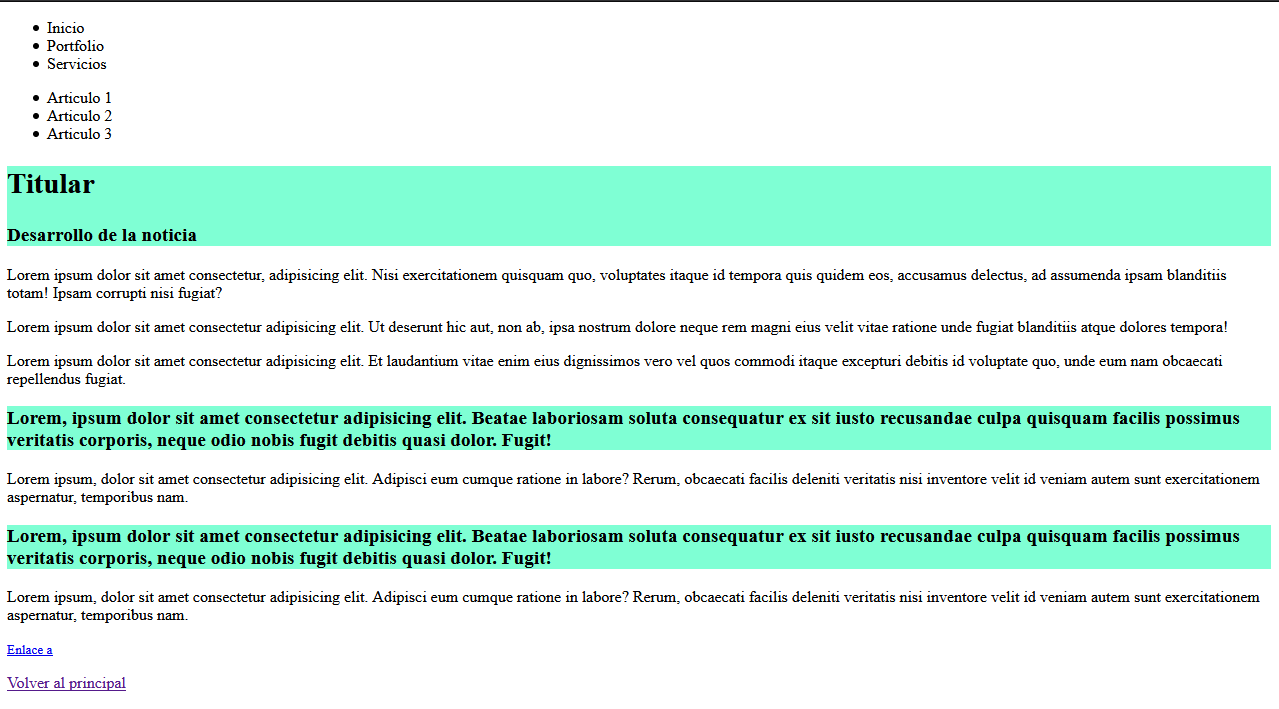 Inicio
Portfolio
Servicios
Articulo 1
Articulo 2
Articulo 3
Titular
Desarrollo de la noticia
Lorem ipsum dolor sit amet consectetur, adipisicing elit. Nisi exercitationem quisquam quo, voluptates itaque id tempora quis quidem eos, accusamus delectus, ad assumenda ipsam blanditiis
totam! Ipsam corrupti nisi fugiat?
Lorem ipsum dolor sit amet consectetur adipisicing elit. Ut deserunt hic aut, non ab, ipsa nostrum dolore neque rem magni eius velit vitae ratione unde fugiat blanditiis atque dolores tempora!
Lorem ipsum dolor sit amet consectetur adipisicing elit. Et laudantium vitae enim eius dignissimos vero vel quos commodi itaque excepturi debitis id voluptate quo, unde eum nam obcaecati
repellendus fugiat.
Lorem, ipsum dolor sit amet consectetur adipisicing elit. Beatae laboriosam soluta consequatur ex sit iusto recusandae culpa quisquam facilis possimus
veritatis corporis, neque odio nobis fugit debitis quasi dolor. Fugit!
Lorem ipsum, dolor sit amet consectetur adipisicing elit. Adipisci eum cumque ratione in labore? Rerum, obcaecati facilis deleniti veritatis nisi inventore velit id veniam autem sunt exercitationem
aspernatur, temporibus nam.
Lorem, ipsum dolor sit amet consectetur adipisicing elit. Beatae laboriosam soluta consequatur ex sit iusto recusandae culpa quisquam facilis possimus
veritatis corporis, neque odio nobis fugit debitis quasi dolor. Fugit!
Lorem ipsum, dolor sit amet consectetur adipisicing elit. Adipisci eum cumque ratione in labore? Rerum, obcaecati facilis deleniti veritatis nisi inventore velit id veniam autem sunt exercitationem
aspernatur, temporibus nam.
Enlace a
Volver al principal